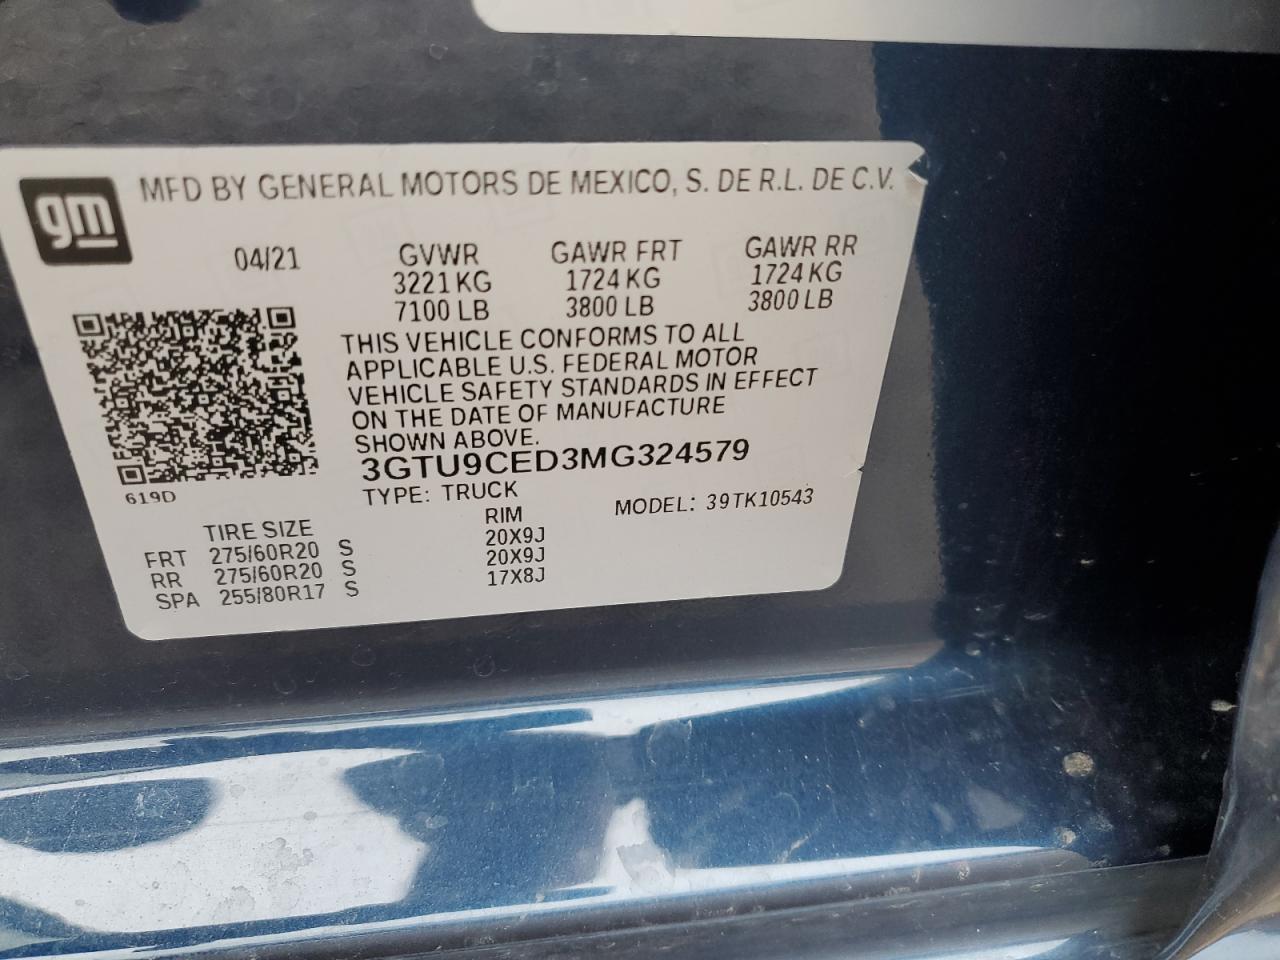 gm
MFD BY GENERAL MOTORS DE MEXICO, S. DE R.L. DE C.V.
04/21 GVWR GAWR FRT GAWR RR
3221 KG 1724 KG 1724 KG
7100 LB 3800 LB 3800 LB
THIS VEHICLE CONFORMS TO ALL
APPLICABLE U.S. FEDERAL MOTOR
VEHICLE SAFETY STANDARDS IN EFFECT
ON THE DATE OF MANUFACTURE
SHOWN ABOVE.
3GTU9CED3MG324579
619D
TYPE: TRUCK MODEL: 39TK10543
TIRE SIZE RIM
FRT 275/60R20 S 20X9J
RR 275/60R20 S 20X9J
SPA 255/80R17 S 17X8J